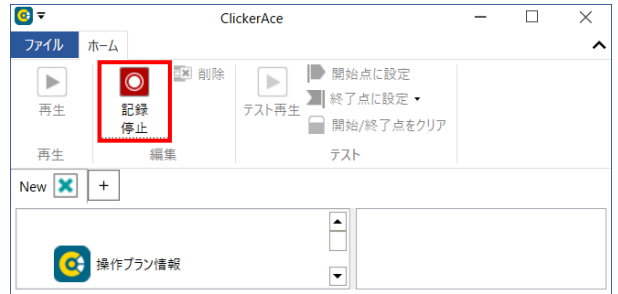 ClickerAce
ファイル ホーム
再生
記録
停止
削除
テスト再生
開始点に設定
終了点に設定
開始/終了点をクリア
再生 編集 テスト
New +
操作プラン情報